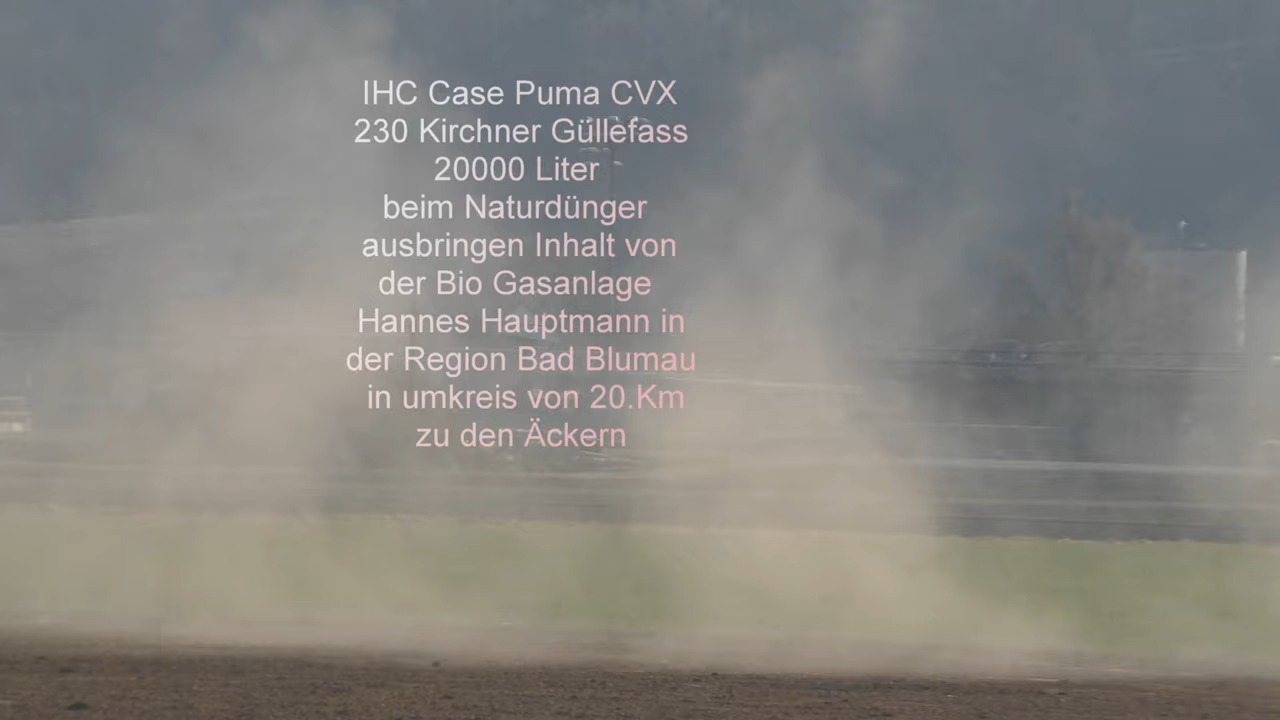 IHC Case Puma CVX
230 Kirchner Güllefass
20000 Liter
beim Naturdünger
ausbringen Inhalt von
der Bio Gasanlage
Hannes Hauptmann in
der Region Bad Blumau
in umkreis von 20.Km
zu den Äckern